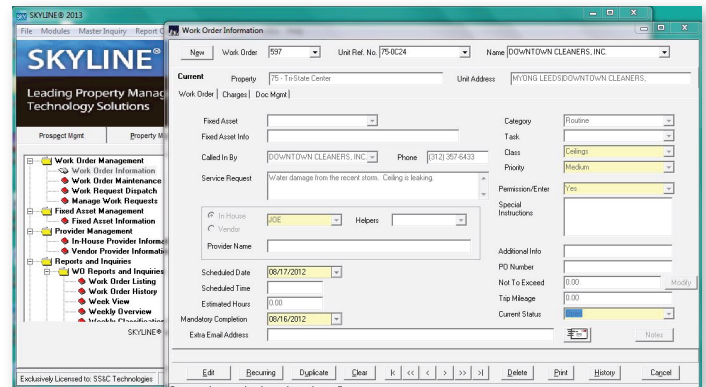 SKYLINE® 2013
File Modules Master Inquiry Report
SKYLINE®
Leading Property Manag
Technology Solutions
Prospect Mgmt Property M
Work Order Management
Work Order Information
Work Order Maintenance
Work Request Dispatch
Manage Work Requests
Fixed Asset Management
Fixed Asset Information
Provider Management
In-House Provider Informa
Vendor Provider Informati
Reports and Inquiries
WO Reports and Inquiries
Work Order Listing
Work Order History
Week View
Weekly Overview
Weekly Classification
SKYLINE®
Exclusively Licensed to: SS&C Technologies
Work Order Information
New Work Order 597 Unit Ref. No. 75-0C24 Name DOWNTOWN CLEANERS, INC.
Current Property 75 - Tri-State Center Unit Address MYONG LEEDS|DOWNTOWN CLEANERS,
Work Order Charges Doc Mgmt
Fixed Asset Category Routine
Fixed Asset Info Task
Called In By DOWNTOWN CLEANERS, INC. Phone (312) 357-6433 Class Ceilings
Priority Medium
Service Request Water damage from the recent storm. Ceiling is leaking.
Permission/Enter Yes
Special
Instructions
In House JOE Helpers
Vendor
Provider Name
Additional Info
PO Number
Scheduled Date 08/17/2012
Scheduled Time Not To Exceed 0.00 Modify
Estimated Hours 0.00 Trip Mileage 0.00
Mandatory Completion 08/16/2012 Current Status Open
Extra Email Address Notes
Edit Recurring Duplicate Clear |< << < > >> >| Delete Print History Cancel